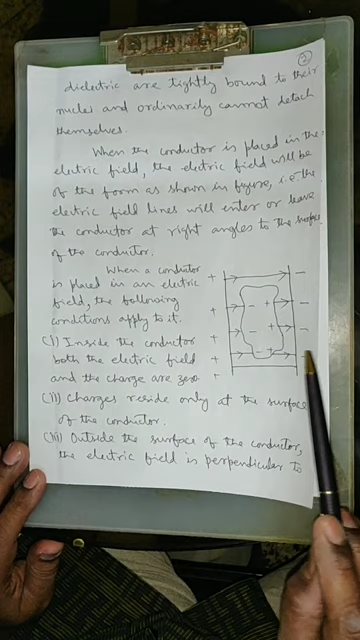 (2)
dielectric are tightly bound to their
nuclei and ordinarily cannot detach
themselves.
When the conductor is placed in the
electric field, the electric field will be
of the form as shown in figure, i.e. the
electric field lines will enter or leave
the conductor at right angles to the surface
of the conductor.
When a conductor
is placed in an electric
field, the following
conditions apply to it.
(i) Inside the conductor
both the electric field
and the charge are zero
+ −
+ − + −
+ − + −
+
+ − +
+
(ii) Charges reside only at the surface
of the conductor.
(iii) Outside the surface of the conductor,
the electric field is perpendicular to